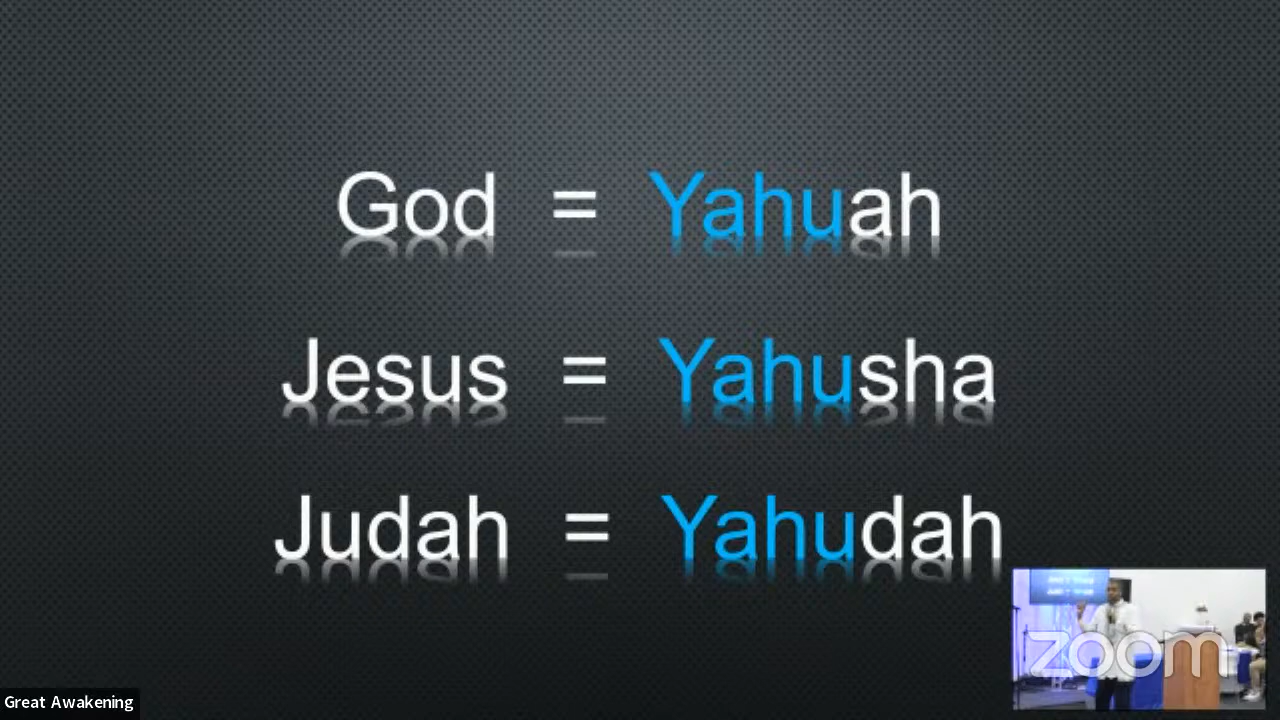 God = Yahuah
Jesus = Yahusha
Judah = Yahudah
zoom
Great Awakening